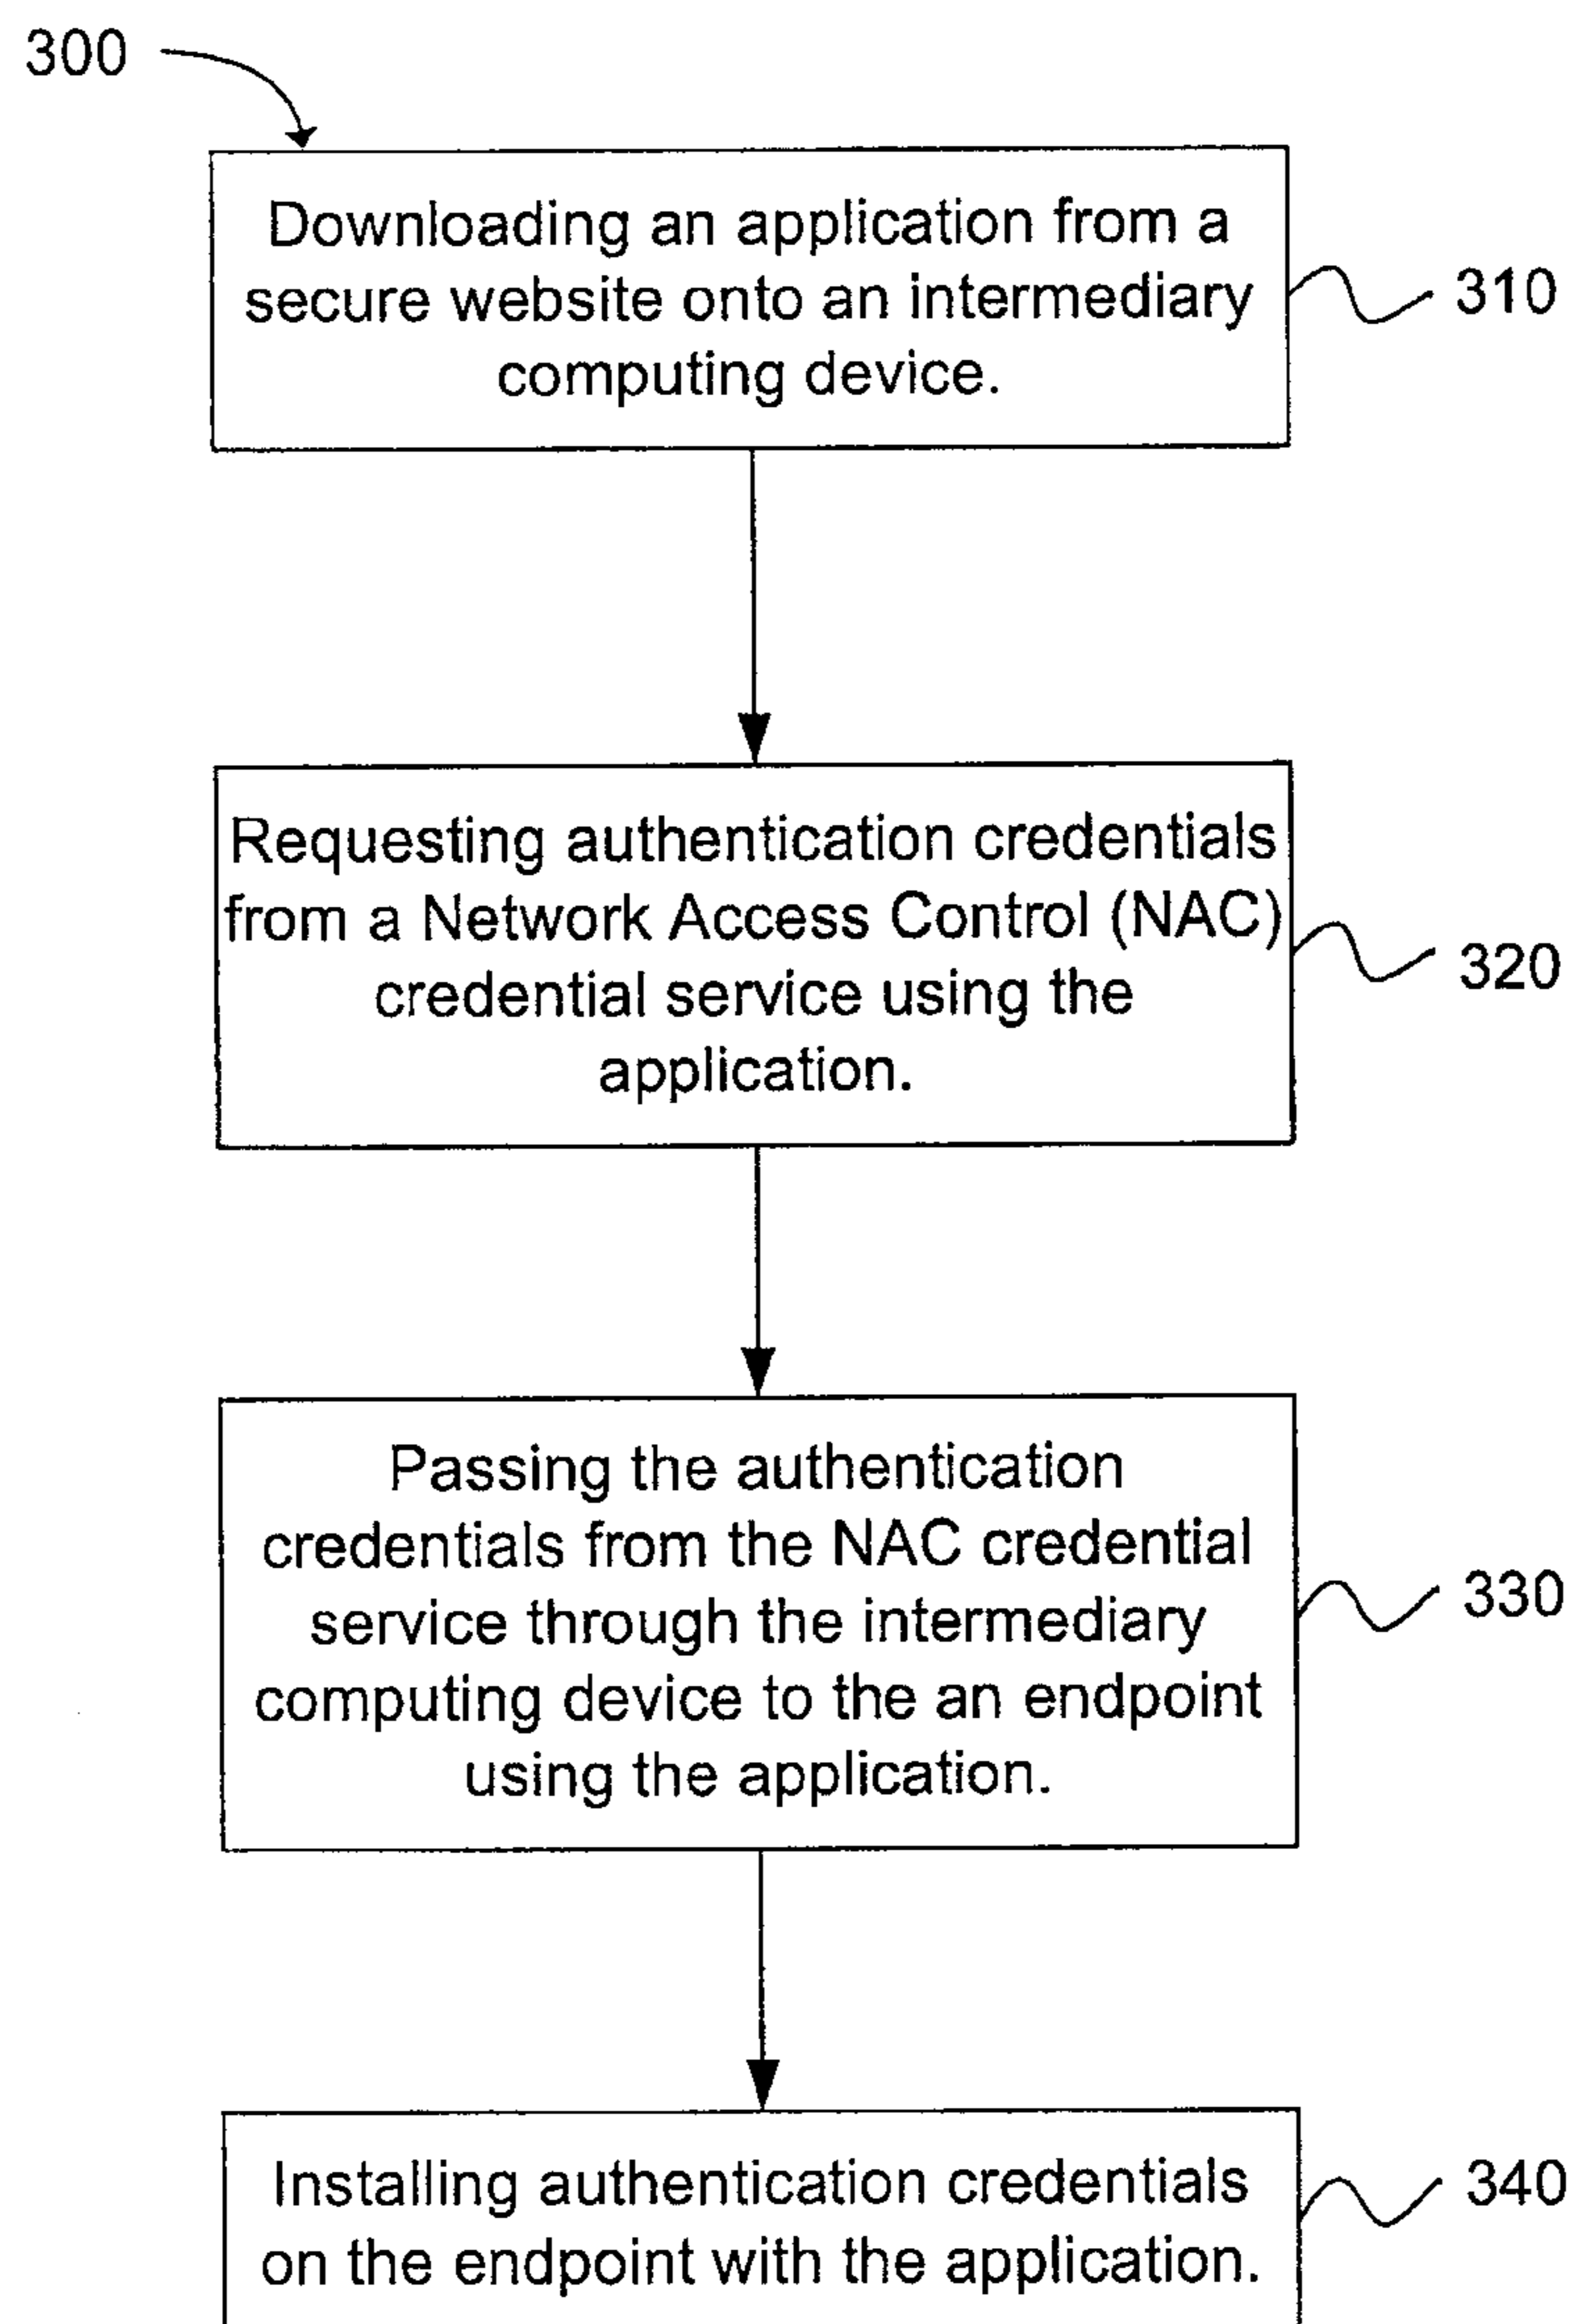 300
Downloading an application from a
secure website onto an intermediary
computing device.
310
Requesting authentication credentials
from a Network Access Control (NAC)
credential service using the
application.
320
Passing the authentication
credentials from the NAC credential
service through the intermediary
computing device to the an endpoint
using the application.
330
Installing authentication credentials
on the endpoint with the application.
340